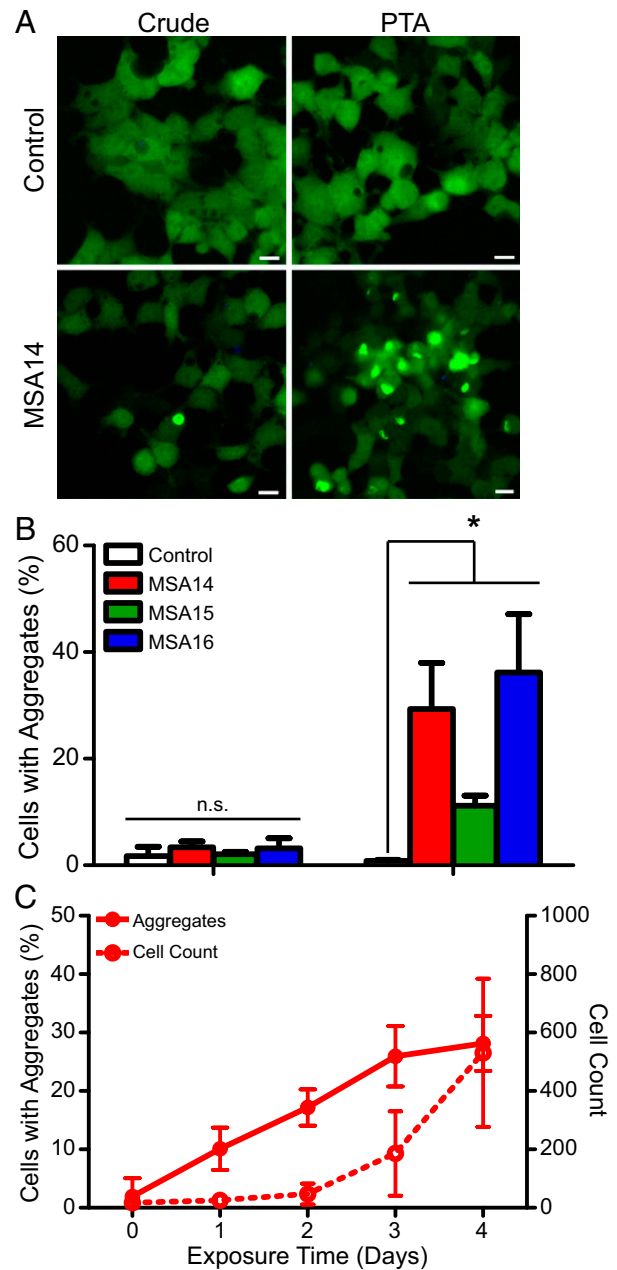 A
Crude PTA
Control
MSA14
B
Cells with Aggregates (%)
60
40
20
0
Control
MSA14
MSA15
MSA16
n.s.
*
C
Cells with Aggregates (%)
50
40
30
20
10
0
Aggregates
Cell Count
1000
800
600
400
200
0
Cell Count
0 1 2 3 4
Exposure Time (Days)